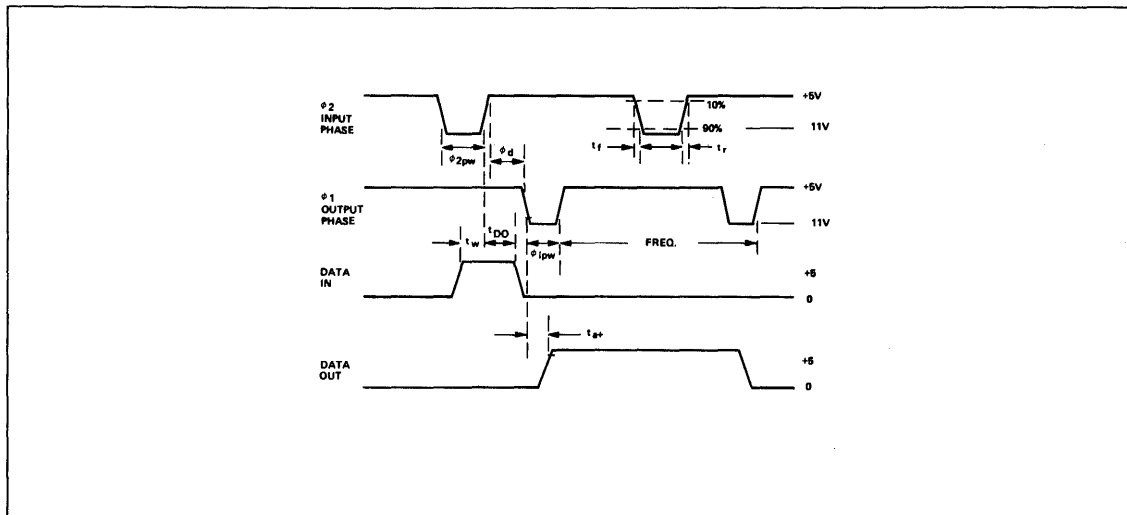 ϕ2
INPUT
PHASE
+5V
10%
90%
11V
ϕ2pw
ϕd
tf
tr
ϕ1
OUTPUT
PHASE
+5V
11V
tw
tDO
ϕ1pw
FREQ.
DATA
IN
+5
0
ta+
DATA
OUT
+5
0